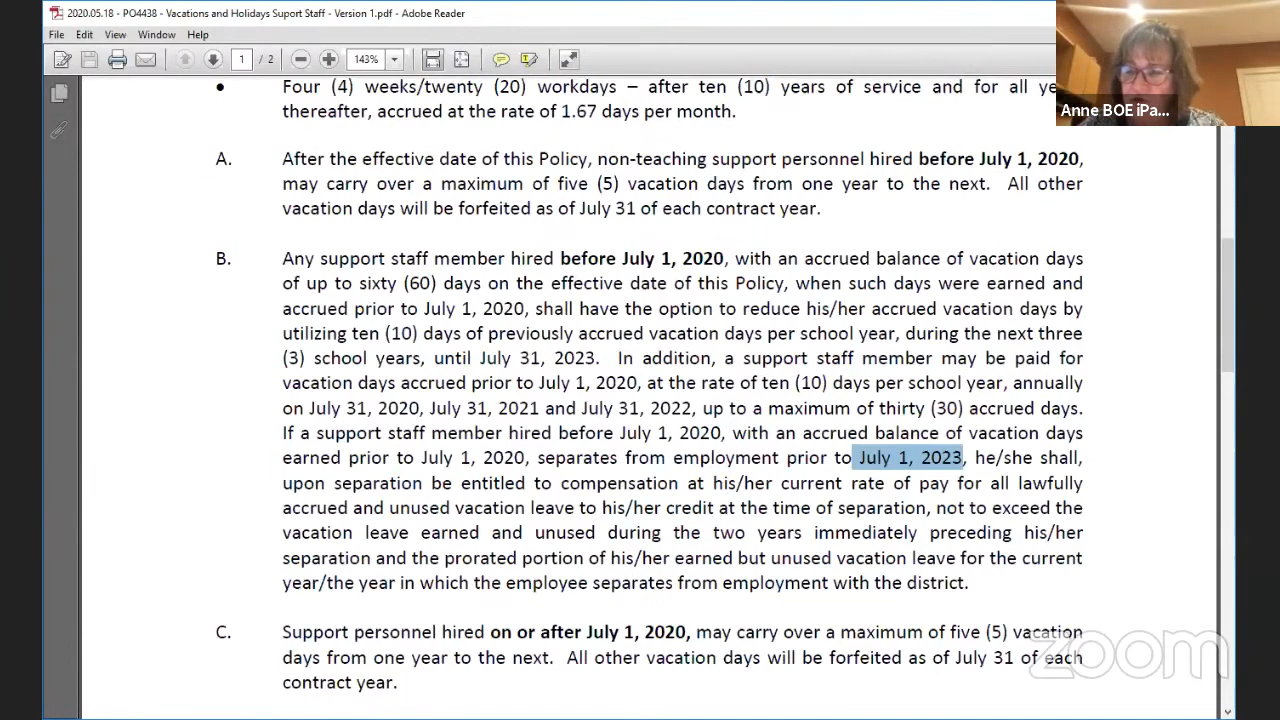 2020.05.18 - PO4438 - Vacations and Holidays Suport Staff - Version 1.pdf - Adobe Reader
File Edit View Window Help
1 / 2 143%
Anne BOE iPa...
Four (4) weeks/twenty (20) workdays – after ten (10) years of service and for all
thereafter, accrued at the rate of 1.67 days per month.
A. After the effective date of this Policy, non-teaching support personnel hired before July 1, 2020,
may carry over a maximum of five (5) vacation days from one year to the next. All other
vacation days will be forfeited as of July 31 of each contract year.
B. Any support staff member hired before July 1, 2020, with an accrued balance of vacation days
of up to sixty (60) days on the effective date of this Policy, when such days were earned and
accrued prior to July 1, 2020, shall have the option to reduce his/her accrued vacation days by
utilizing ten (10) days of previously accrued vacation days per school year, during the next three
(3) school years, until July 31, 2023. In addition, a support staff member may be paid for
vacation days accrued prior to July 1, 2020, at the rate of ten (10) days per school year, annually
on July 31, 2020, July 31, 2021 and July 31, 2022, up to a maximum of thirty (30) accrued days.
If a support staff member hired before July 1, 2020, with an accrued balance of vacation days
earned prior to July 1, 2020, separates from employment prior to July 1, 2023, he/she shall,
upon separation be entitled to compensation at his/her current rate of pay for all lawfully
accrued and unused vacation leave to his/her credit at the time of separation, not to exceed the
vacation leave earned and unused during the two years immediately preceding his/her
separation and the prorated portion of his/her earned but unused vacation leave for the current
year/the year in which the employee separates from employment with the district.
C. Support personnel hired on or after July 1, 2020, may carry over a maximum of five (5) vacation
days from one year to the next. All other vacation days will be forfeited as of July 31 of each
contract year.
zoom